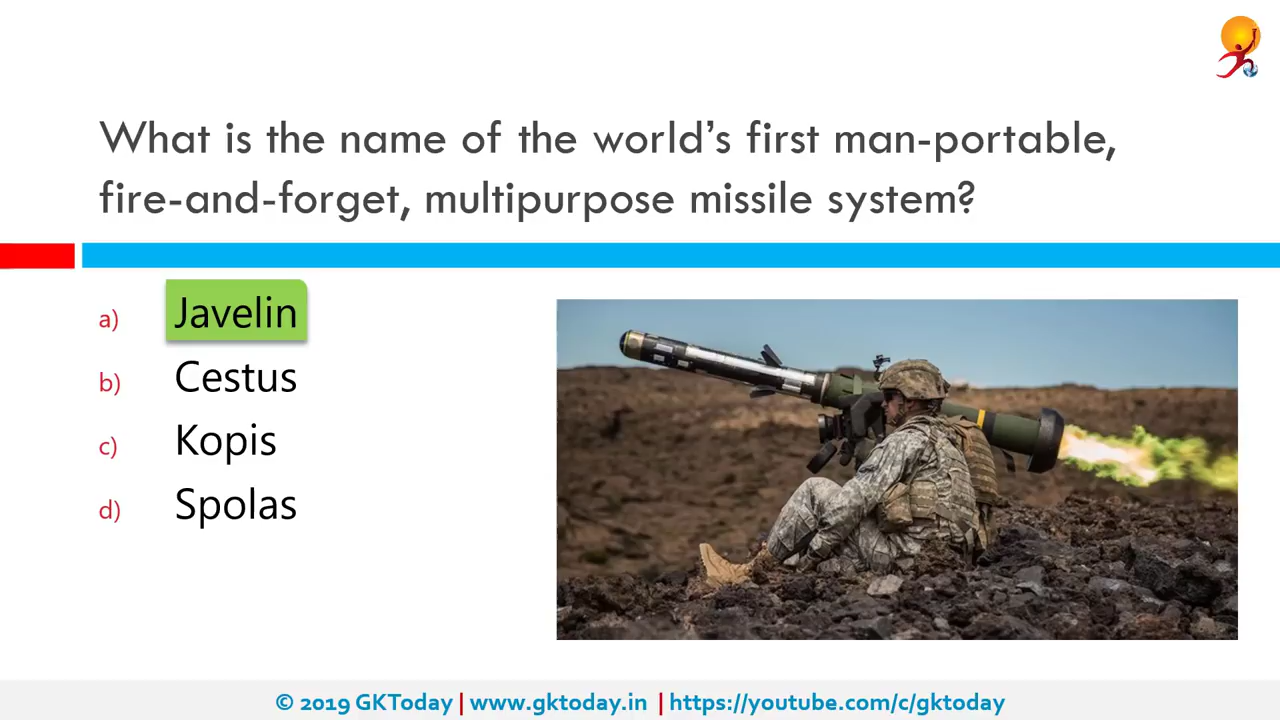 What is the name of the world’s first man-portable,
fire-and-forget, multipurpose missile system?
a) Javelin
b) Cestus
c) Kopis
d) Spolas
© 2019 GKToday | www.gktoday.in | https://youtube.com/c/gktoday